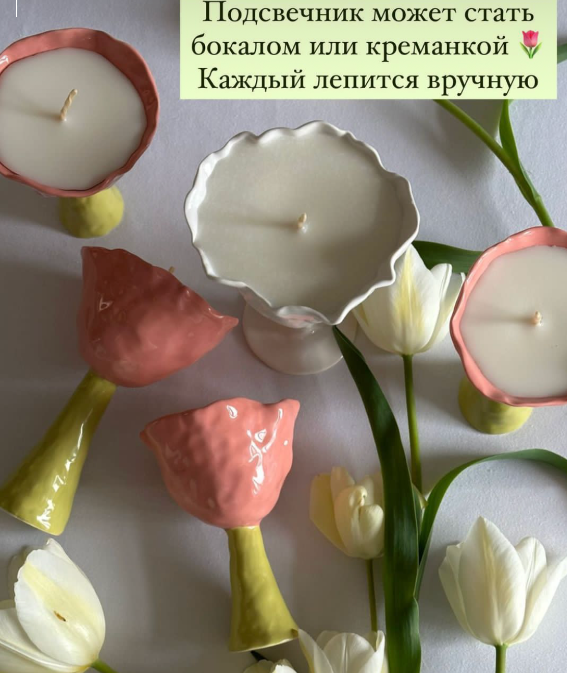 Подсвечник может стать
бокалом или креманкой 🌷
Каждый лепится вручную